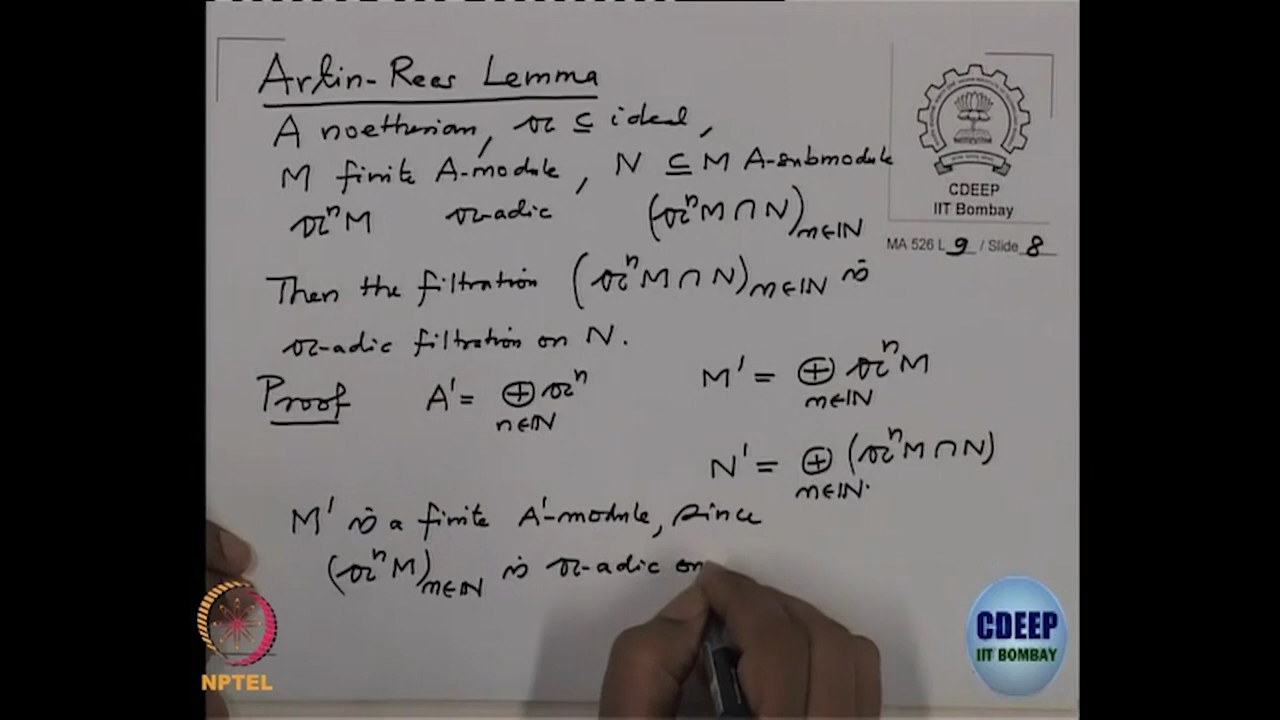 Artin-Rees Lemma
A noetherian, 𝔞 ⊆ ideal,
M finite A-module, N ⊆ M A-submodule
𝔞ⁿM 𝔞-adic (𝔞ⁿM ∩ N)ₙ∈ℕ
Then the filtration (𝔞ⁿM ∩ N)ₙ∈ℕ is
𝔞-adic filtration on N.
Proof A' = ⊕ₙ∈ℕ 𝔞ⁿ M' = ⊕ₙ∈ℕ 𝔞ⁿM
N' = ⊕ₙ∈ℕ (𝔞ⁿM ∩ N)
M' is a finite A'-module, since
(𝔞ⁿM)ₙ∈ℕ is 𝔞-adic on
CDEEP
IIT Bombay
MA 526 L 9 / Slide 8
NPTEL
CDEEP
IIT BOMBAY